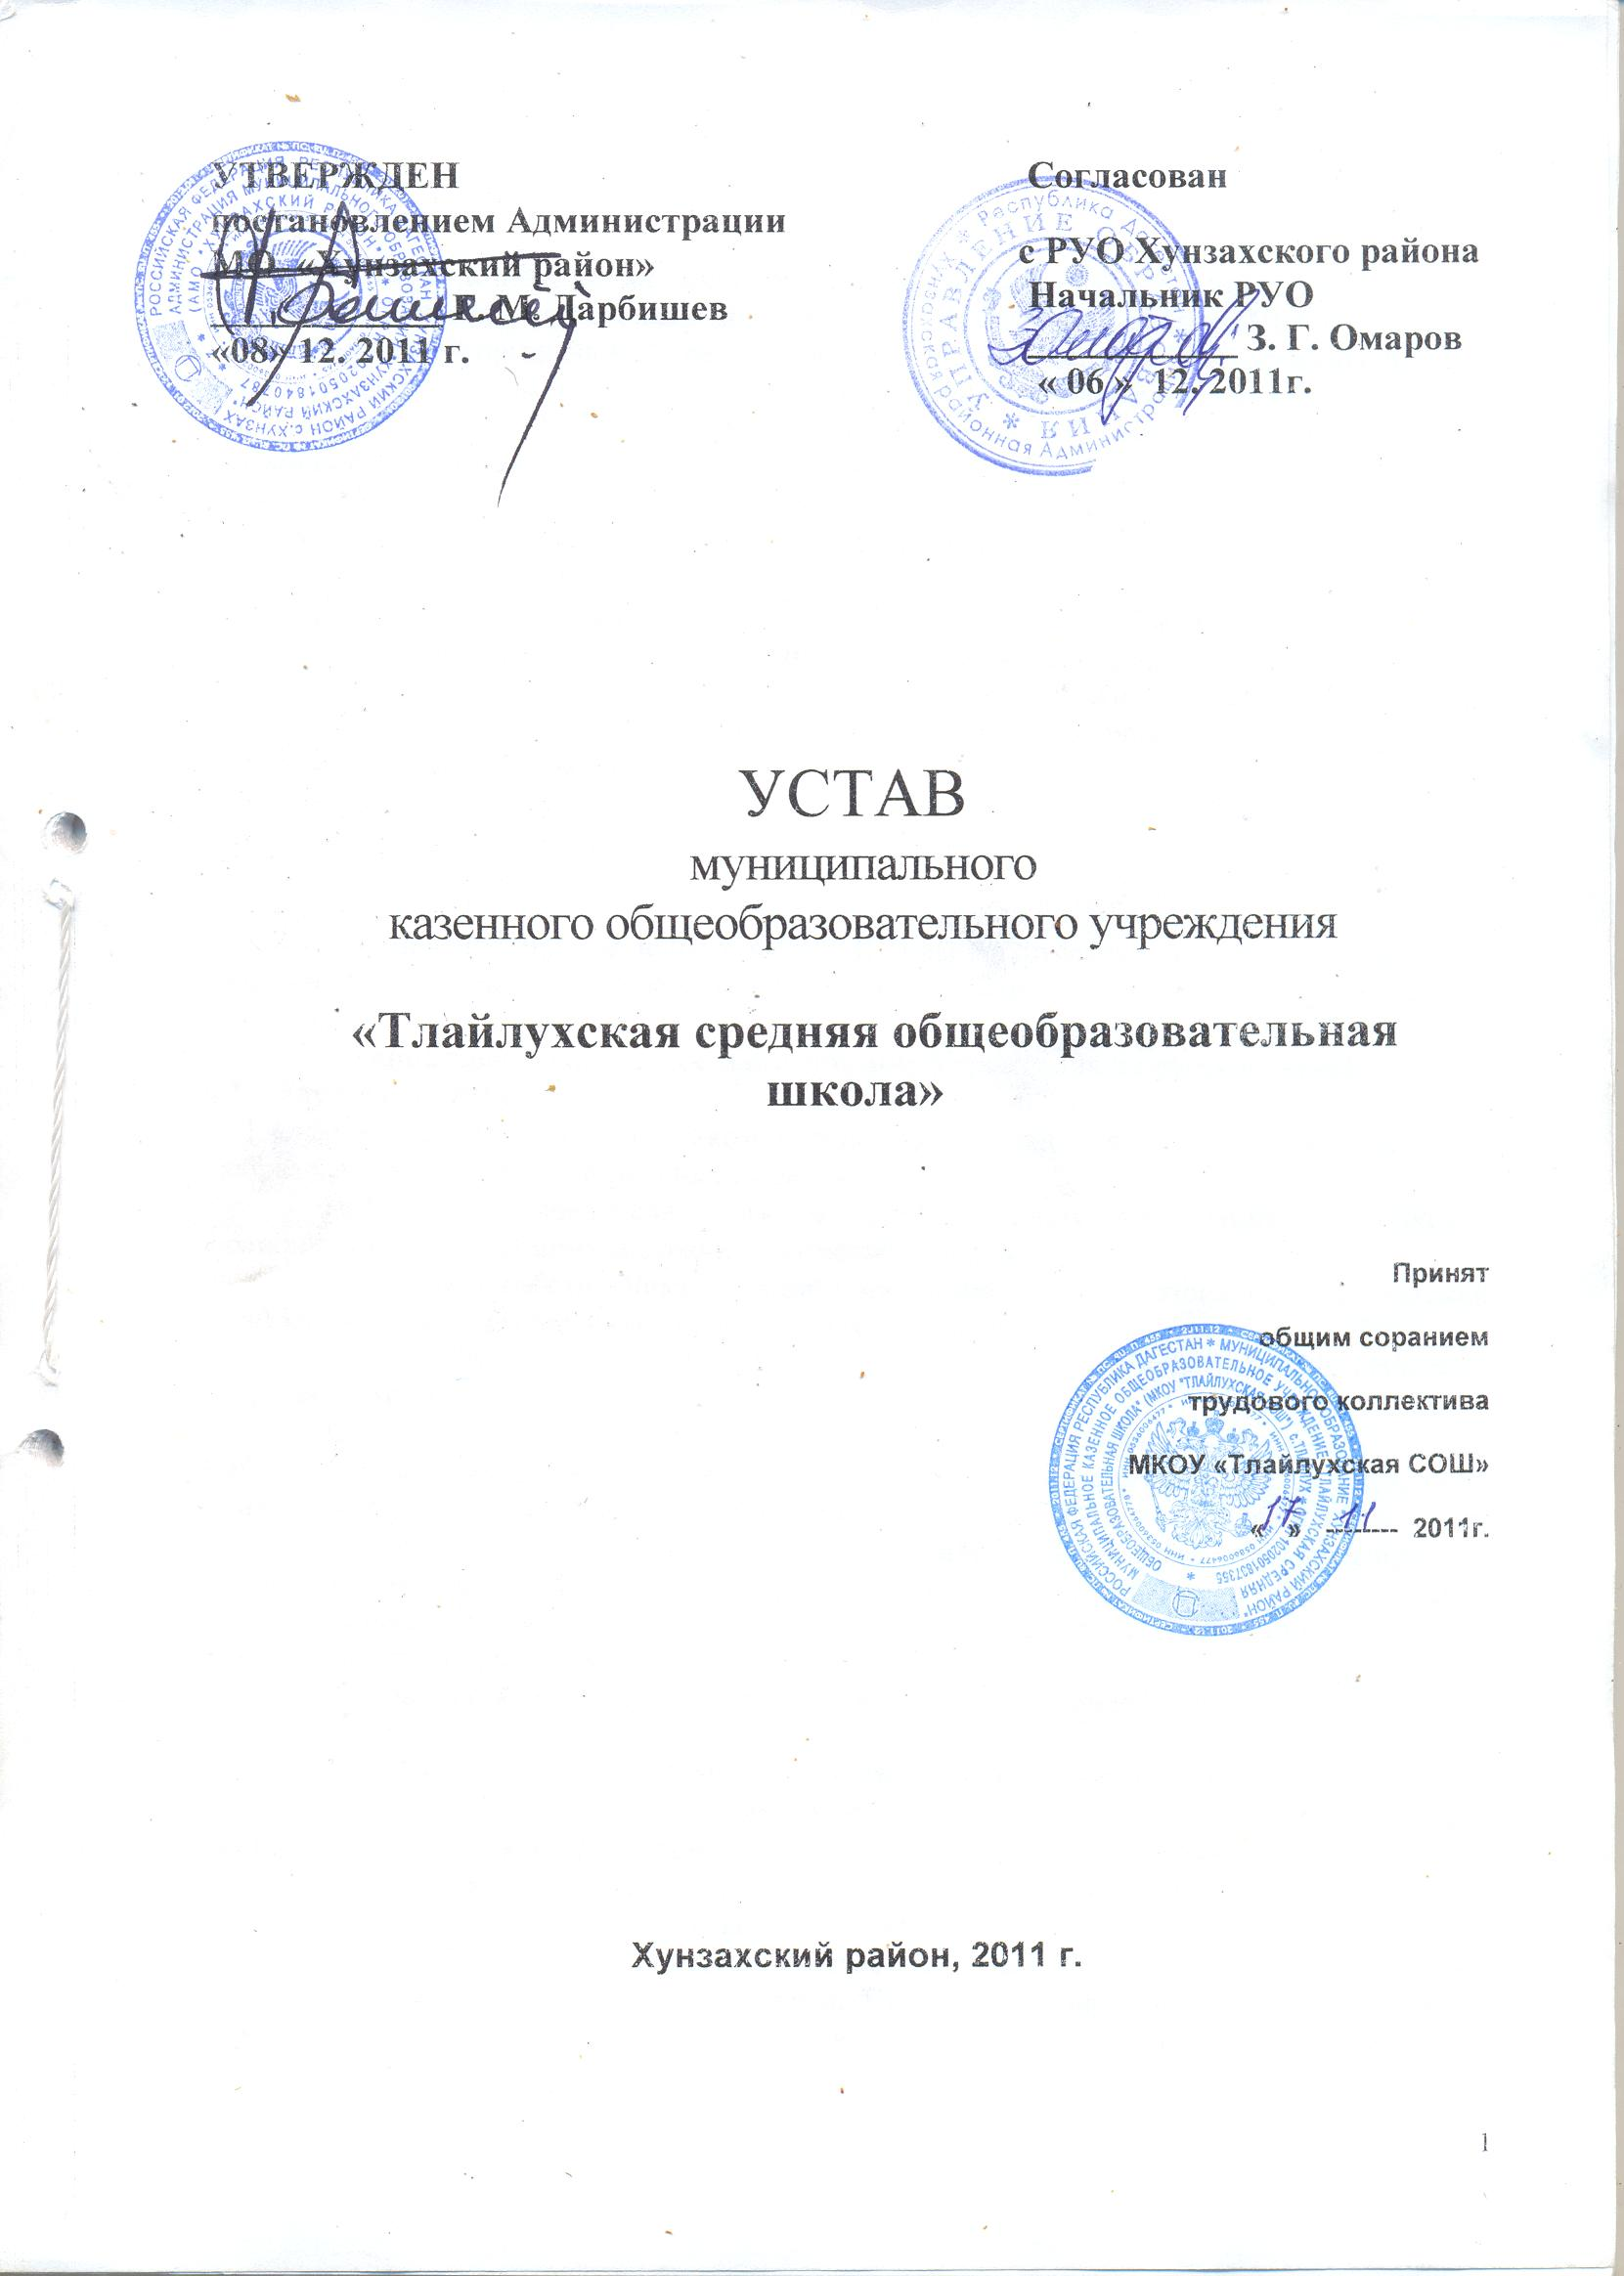 УТВЕРЖДЕН
постановлением Администрации
МО «Хунзахский район»
М. Дарбишев
«08» 12. 2011 г.
Согласован
с РУО Хунзахского района
Начальник РУО
З. Г. Омаров
« 06 » 12. 2011г.
УСТАВ
муниципального
казенного общеобразовательного учреждения
«Тлайлухская средняя общеобразовательная
школа»
Принят
общим соранием
трудового коллектива
МКОУ «Тлайлухская СОШ»
«17» 11 2011г.
Хунзахский район, 2011 г.
1